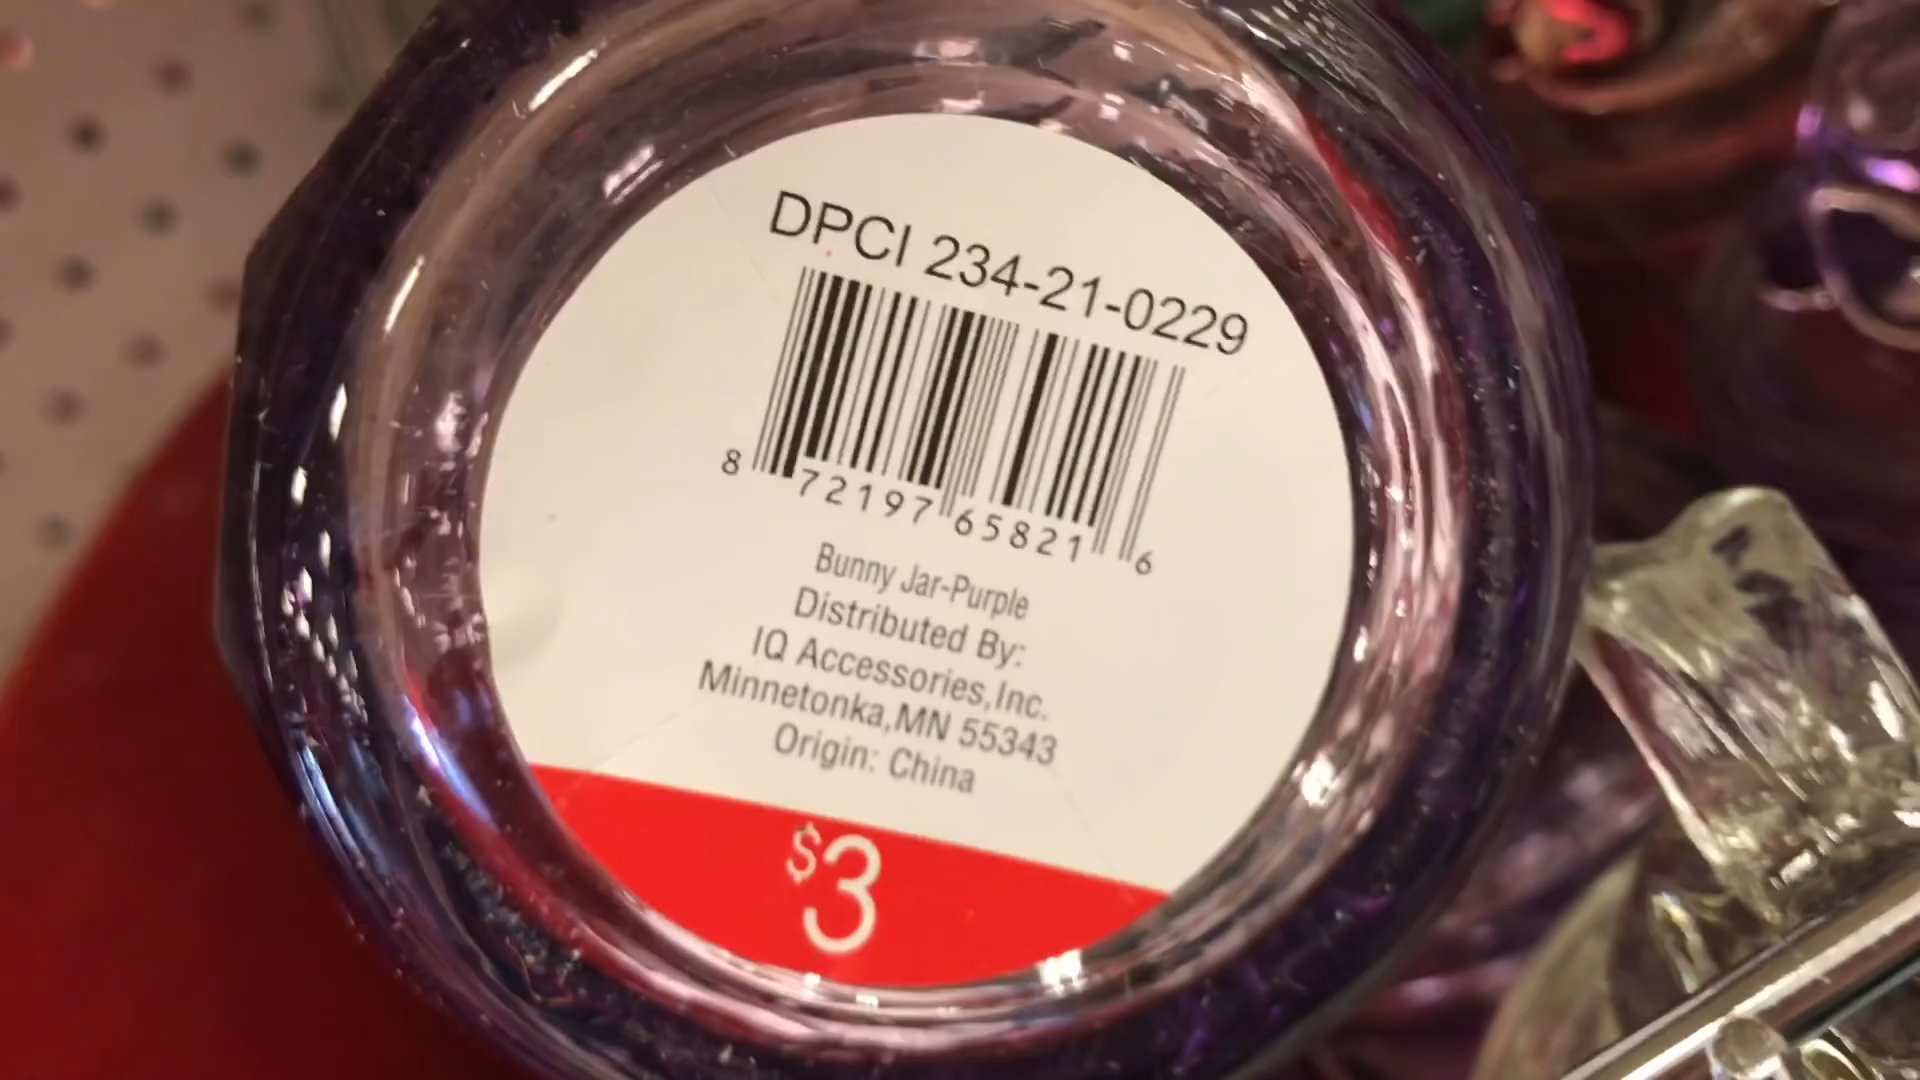 DPCI 234-21-0229
8 72197 65821 6
Bunny Jar-Purple
Distributed By:
IQ Accessories,Inc.
Minnetonka,MN 55343
Origin: China
$3